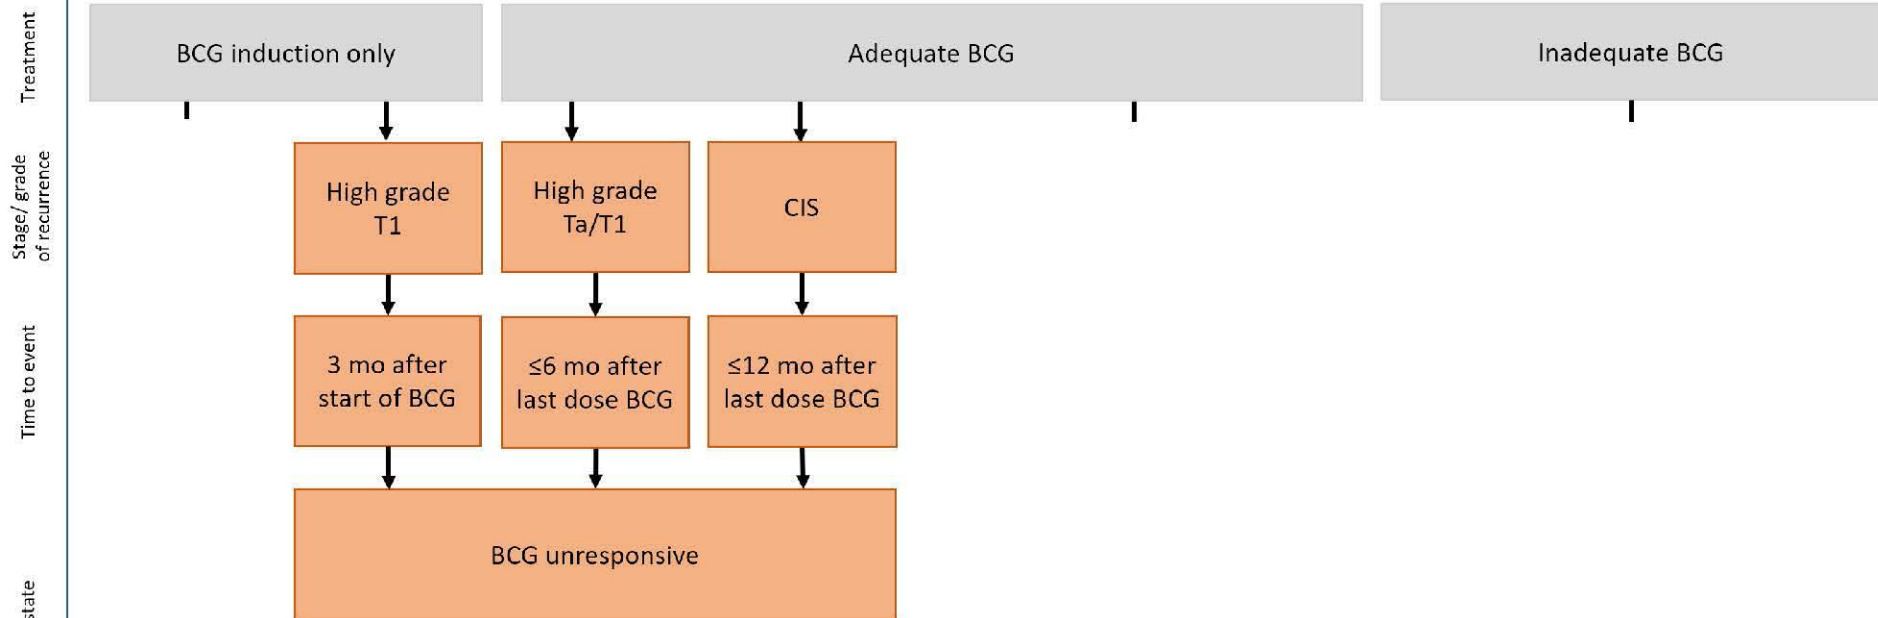 Treatment
BCG induction only
Adequate BCG
Inadequate BCG
Stage/ grade
of recurrence
High grade
T1
High grade
Ta/T1
CIS
Time to event
3 mo after
start of BCG
≤6 mo after
last dose BCG
≤12 mo after
last dose BCG
state
BCG unresponsive